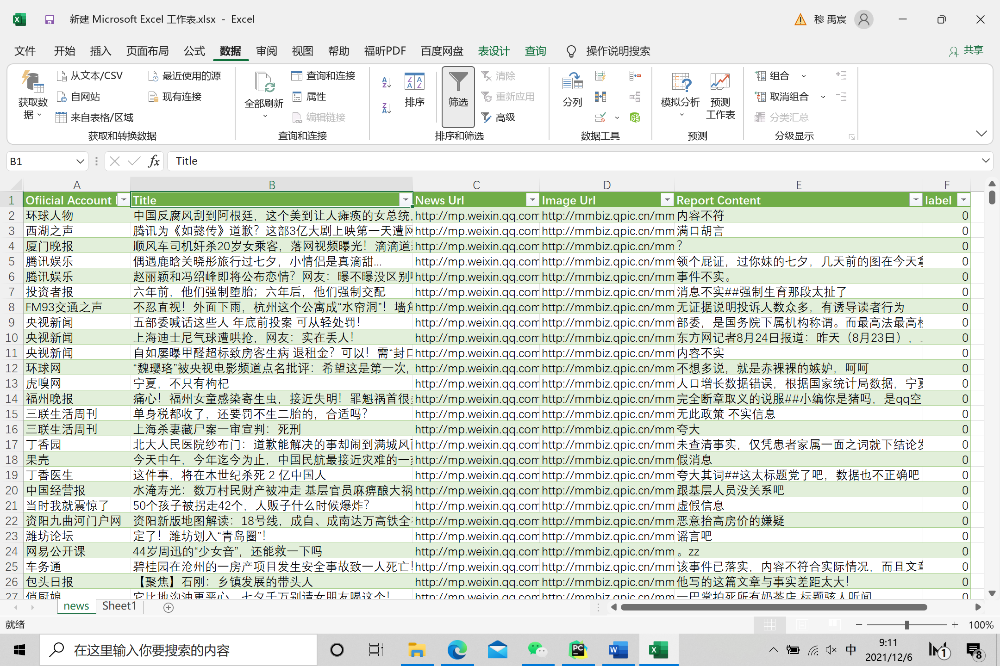 新建 Microsoft Excel 工作表.xlsx - Excel
穆 禹宸
文件 开始 插入 页面布局 公式 数据 审阅 视图 帮助 福昕PDF 百度网盘 表设计 查询 操作说明搜索 共享
获取数据
从文本/CSV
自网站
来自表格/区域
最近使用的源
现有连接
获取和转换数据
全部刷新
查询和连接
属性
编辑链接
查询和连接
排序
筛选
清除
重新应用
高级
排序和筛选
分列
数据工具
模拟分析
预测
工作表
预测
组合
取消组合
分类汇总
分级显示
B1 fx Title
A B C D E F
1 Ofiicial Account Title News Url Image Url Report Content label
2 环球人物 中国反腐风刮到阿根廷，这个美到让人瘫痪的女总统, http://mp.weixin.qq.com http://mmbiz.qpic.cn/mm 内容不符 0
3 西湖之声 腾讯为《如懿传》道歉？这部3亿大剧上映第一天遭网 http://mp.weixin.qq.com http://mmbiz.qpic.cn/mm 满口胡言 0
4 厦门晚报 顺风车司机奸杀20岁女乘客，落网视频曝光！滴滴道 http://mp.weixin.qq.com http://mmbiz.qpic.cn/mm ？ 0
5 腾讯娱乐 偶遇鹿晗关晓彤旅行过七夕，小情侣是真滴甜... http://mp.weixin.qq.com http://mmbiz.qpic.cn/mm 领个屁证，过你妹的七夕，几天前的图在今天 0
6 腾讯娱乐 赵丽颖和冯绍峰即将公布恋情？网友：曝不曝没区别 http://mp.weixin.qq.com http://mmbiz.qpic.cn/mm 事件不实。 0
7 投资者报 六年前，他们强制堕胎；六年后，他们强制交配 http://mp.weixin.qq.com http://mmbiz.qpic.cn/mm 消息不实##强制生育那段太扯了 0
8 FM93交通之声 不忍直视！外面下雨，杭州这个公寓成“水帘洞”！墙角 http://mp.weixin.qq.com http://mmbiz.qpic.cn/mm 无证据说明投诉人数众多，有诱导读者行为 0
9 央视新闻 五部委喊话这些人 年底前投案 可从轻处罚！ http://mp.weixin.qq.com http://mmbiz.qpic.cn/mm 部委，是国务院下属机构称谓。而最高法最高检 0
10 央视新闻 上海迪士尼气球遭哄抢，网友：实在丢人！ http://mp.weixin.qq.com http://mmbiz.qpic.cn/mm 东方网记者8月24日报道：昨天（8月23日）， 0
11 央视新闻 自如屡曝甲醛超标致房客生病 退租金？可以！需“封口 http://mp.weixin.qq.com http://mmbiz.qpic.cn/mm 内容不实 0
12 环球网 “魏璎珞”被央视电影频道点名批评：希望这是第一次, http://mp.weixin.qq.com http://mmbiz.qpic.cn/mm 不想多说，就是赤裸裸的嫉妒，呵呵 0
13 虎嗅网 宁夏，不只有枸杞 http://mp.weixin.qq.com http://mmbiz.qpic.cn/mm 人口增长数据错误，根据国家统计局数据，宁夏 0
14 福州晚报 痛心！福州女童感染寄生虫，接近失明！罪魁祸首很 http://mp.weixin.qq.com http://mmbiz.qpic.cn/mm 完全断章取义的说服##小编你是猪吗，是qq空 0
15 三联生活周刊 单身税都收了，还要罚不生二胎的，合适吗？ http://mp.weixin.qq.com http://mmbiz.qpic.cn/mm 无此政策 不实信息 0
16 三联生活周刊 上海杀妻藏尸案一审宣判：死刑 http://mp.weixin.qq.com http://mmbiz.qpic.cn/mm 夸大 0
17 丁香园 北大人民医院纱布门：道歉能解决的事却闹到满城风 http://mp.weixin.qq.com http://mmbiz.qpic.cn/mm 未查清事实，仅凭患者家属一面之词就下结论 0
18 果壳 今天中午，今年迄今为止，中国民航最接近灾难的一 http://mp.weixin.qq.com http://mmbiz.qpic.cn/mm 假消息 0
19 丁香医生 这件事，将在本世纪杀死 2 亿中国人 http://mp.weixin.qq.com http://mmbiz.qpic.cn/mm 夸大其词##这太标题党了吧，数据也不正确吧 0
20 中国经营报 水淹寿光：数万村民财产被冲走 基层官员麻痹酿大祸 http://mp.weixin.qq.com http://mmbiz.qpic.cn/mm 跟基层人员没关系吧 0
21 当时我就震惊了 50个孩子被拐走42个，人贩子什么时候爆炸？ http://mp.weixin.qq.com http://mmbiz.qpic.cn/mm 虚假信息 0
22 资阳九曲河门户网 资阳新版地图解读：18号线，成自、成南达万高铁全 http://mp.weixin.qq.com http://mmbiz.qpic.cn/mm 恶意抬高房价的嫌疑 0
23 潍坊论坛 定了！潍坊划入“青岛圈”！ http://mp.weixin.qq.com http://mmbiz.qpic.cn/mm 谣言吧 0
24 网易公开课 44岁周迅的“少女音”，还能救一下吗 http://mp.weixin.qq.com http://mmbiz.qpic.cn/mm 。zz 0
25 车务通 碧桂园在沧州的一房产项目发生安全事故致一人死亡! http://mp.weixin.qq.com http://mmbiz.qpic.cn/mm 该事件已落实，内容不符合实际情况，而且文章 0
26 包头日报 【聚焦】石刚：乡镇发展的带头人 http://mp.weixin.qq.com http://mmbiz.qpic.cn/mm 他写的这篇文章与事实差距太大！ 0
27 俏厨娘 它比地沟油更恶心，七夕千万别请女朋友喝这个！ http://mp.weixin.qq.com http://mmbiz.qpic.cn/mm 一巴掌拍死所有奶茶店 标题骇人听闻 0
news Sheet1
就绪 100%
在这里输入你要搜索的内容
中
9:11
2021/12/6
1
8